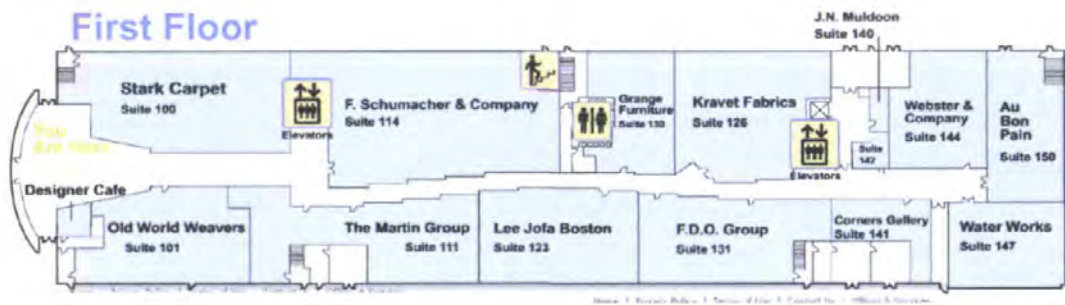 First Floor
J.N. Muldoon
Suite 140
Stark Carpet
Suite 100
Elevators
F. Schumacher & Company
Suite 114
Grange
Furniture
Suite 130
Kravet Fabrics
Suite 126
Elevators
Suite
142
Webster &
Company
Suite 144
Au
Bon
Pain
Suite 150
You
Are Here
Designer Cafe
Old World Weavers
Suite 101
The Martin Group
Suite 111
Lee Jofa Boston
Suite 123
F.D.O. Group
Suite 131
Corners Gallery
Suite 141
Water Works
Suite 147